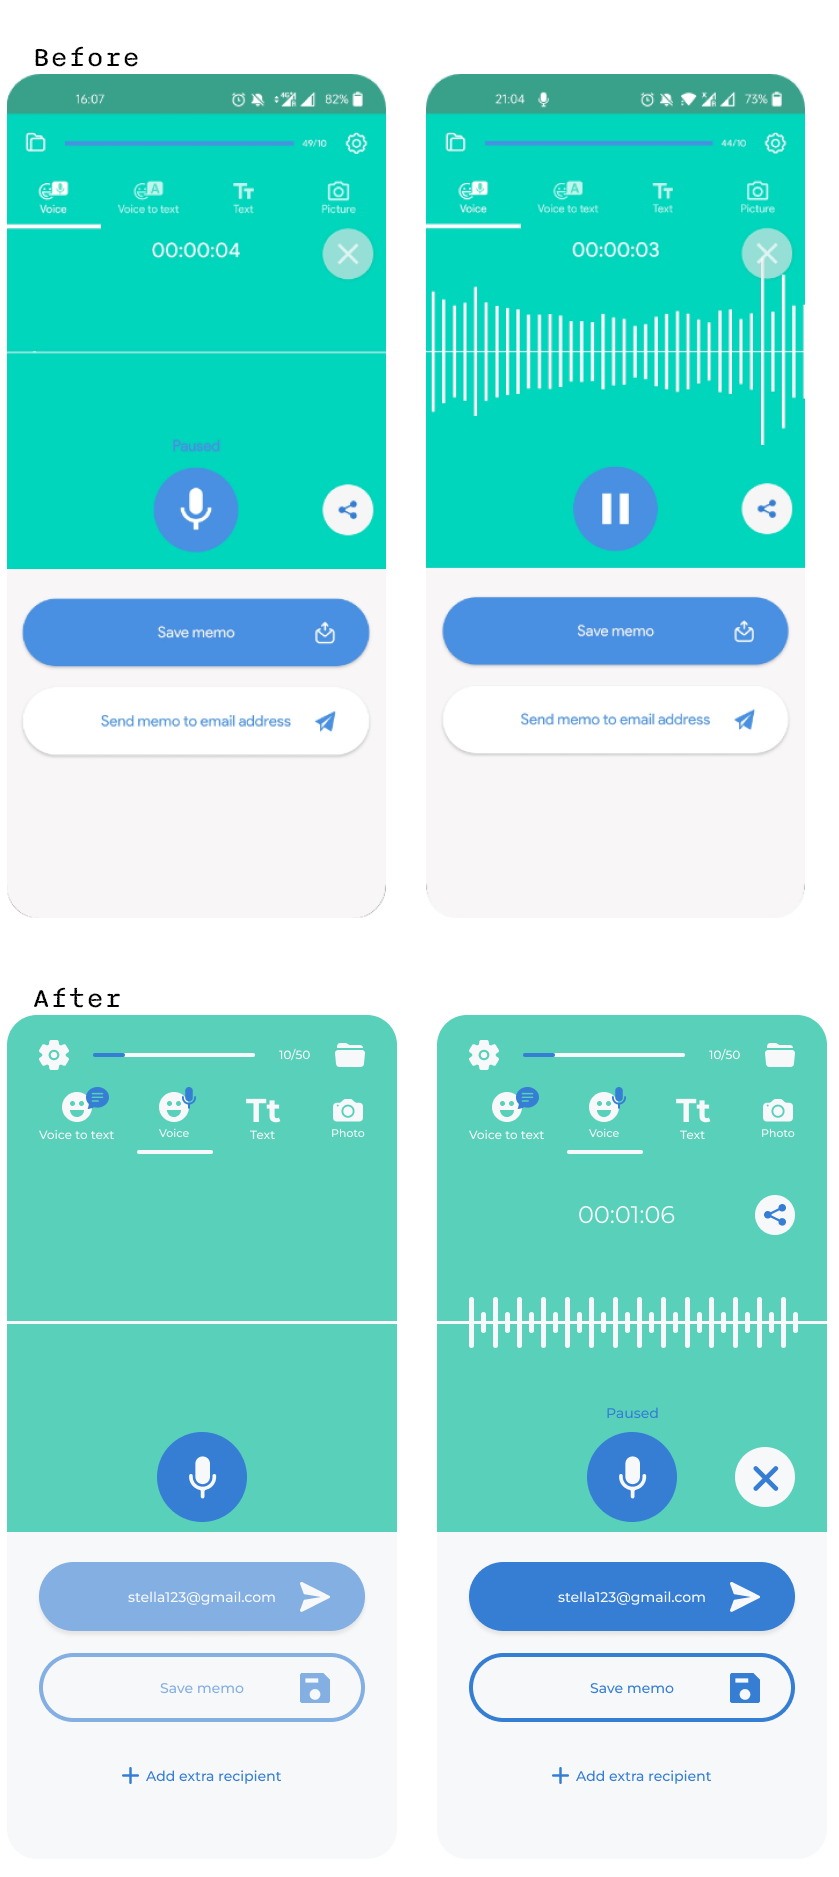 Before
16:07 82%
49/10
Voice Voice to text Text Picture
00:00:04
Paused
Save memo
Send memo to email address
21:04 73%
44/10
Voice Voice to text Text Picture
00:00:03
Save memo
Send memo to email address
After
10/50
Voice to text Voice Tt Text Photo
stella123@gmail.com
Save memo
Add extra recipient
10/50
Voice to text Voice Tt Text Photo
00:01:06
Paused
stella123@gmail.com
Save memo
Add extra recipient